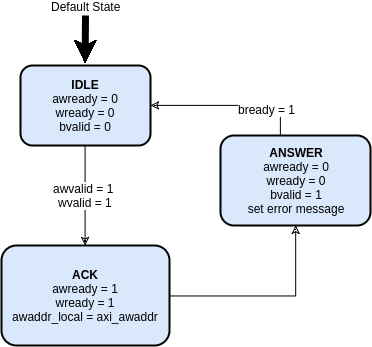 Default State
IDLE
awready = 0
wready = 0
bvalid = 0
bready = 1
ANSWER
awready = 0
wready = 0
bvalid = 1
set error message
awvalid = 1
wvalid = 1
ACK
awready = 1
wready = 1
awaddr_local = axi_awaddr